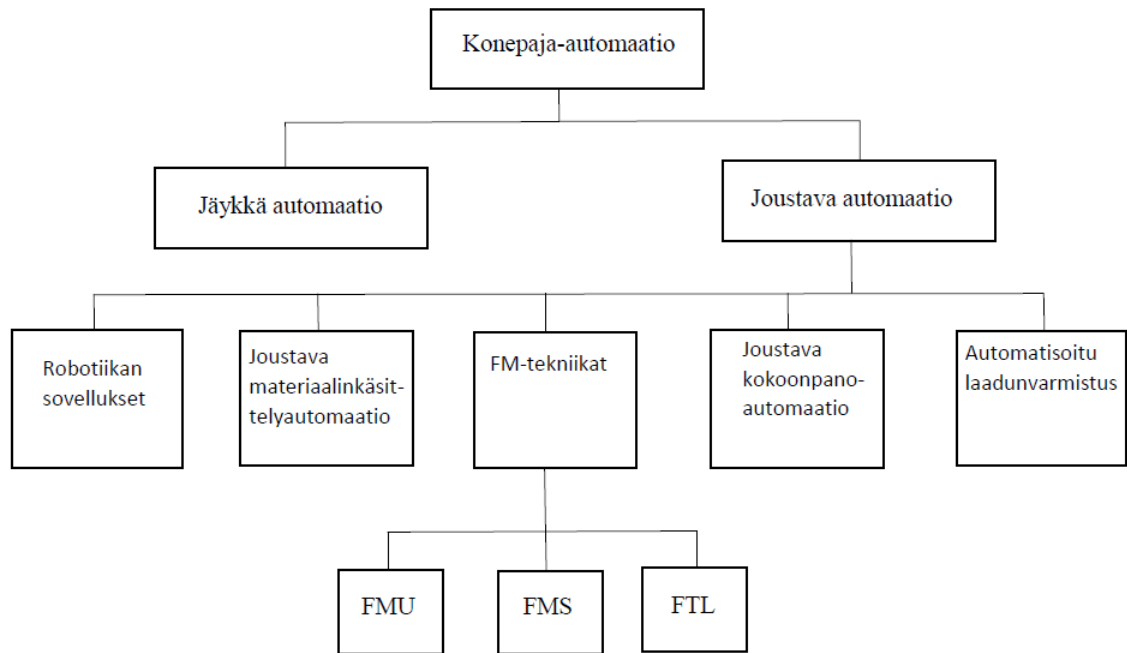 Konepaja-automaatio
Jäykkä automaatio
Joustava automaatio
Robotiikan
sovellukset
Joustava
materiaalinkäsit-
telyautomaatio
FM-tekniikat
Joustava
kokoonpano-
automaatio
Automatisoitu
laadunvarmistus
FMU
FMS
FTL